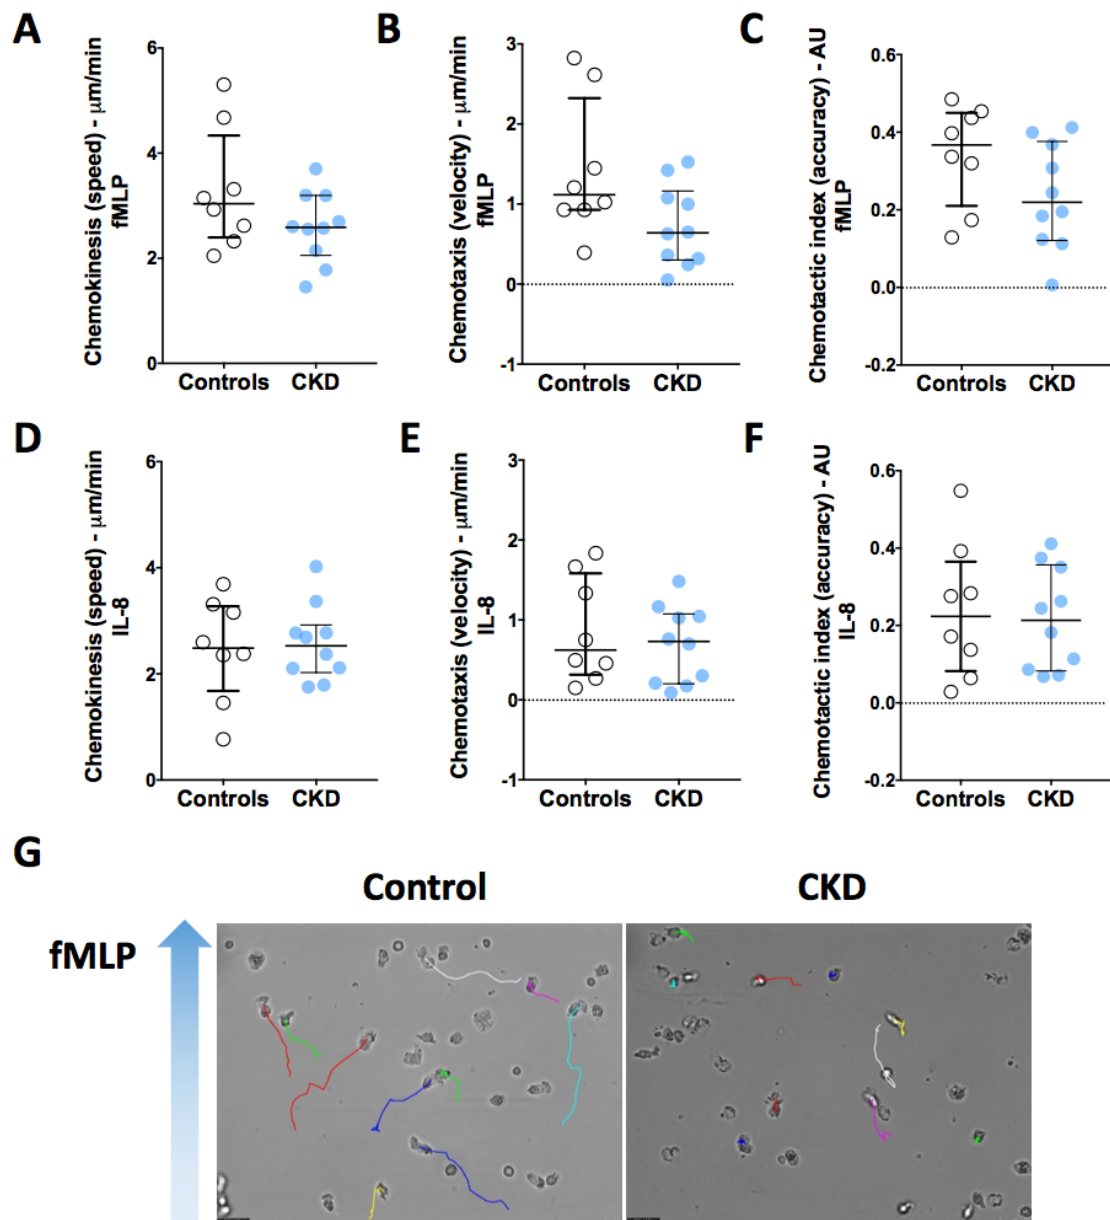 A
Chemokinesis (speed) - μm/min
fMLP
6
4
2
0
Controls
CKD
B
Chemotaxis (velocity) - μm/min
fMLP
3
2
1
0
-1
Controls
CKD
C
Chemotactic index (accuracy) - AU
fMLP
0.6
0.4
0.2
0.0
-0.2
Controls
CKD
D
Chemokinesis (speed) - μm/min
IL-8
6
4
2
0
Controls
CKD
E
Chemotaxis (velocity) - μm/min
IL-8
3
2
1
0
-1
Controls
CKD
F
Chemotactic index (accuracy) - AU
IL-8
0.6
0.4
0.2
0.0
-0.2
Controls
CKD
G
Control
CKD
fMLP